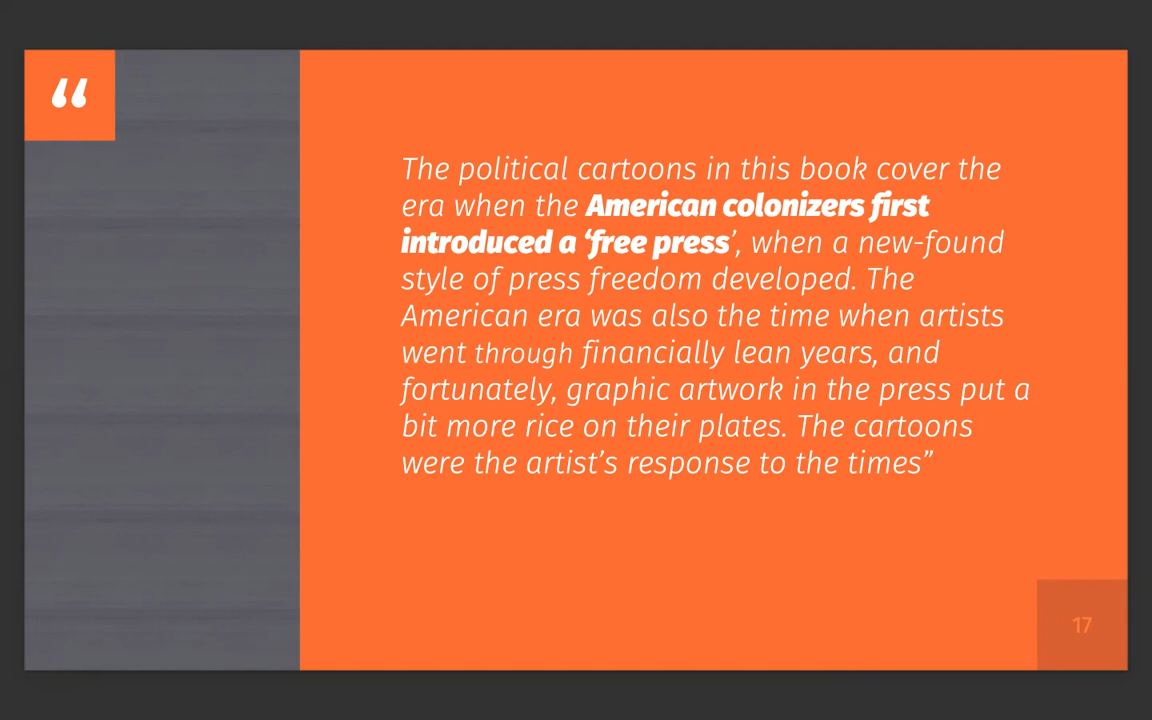 “
The political cartoons in this book cover the
era when the American colonizers first
introduced a ‘free press’, when a new-found
style of press freedom developed. The
American era was also the time when artists
went through financially lean years, and
fortunately, graphic artwork in the press put a
bit more rice on their plates. The cartoons
were the artist’s response to the times”
17